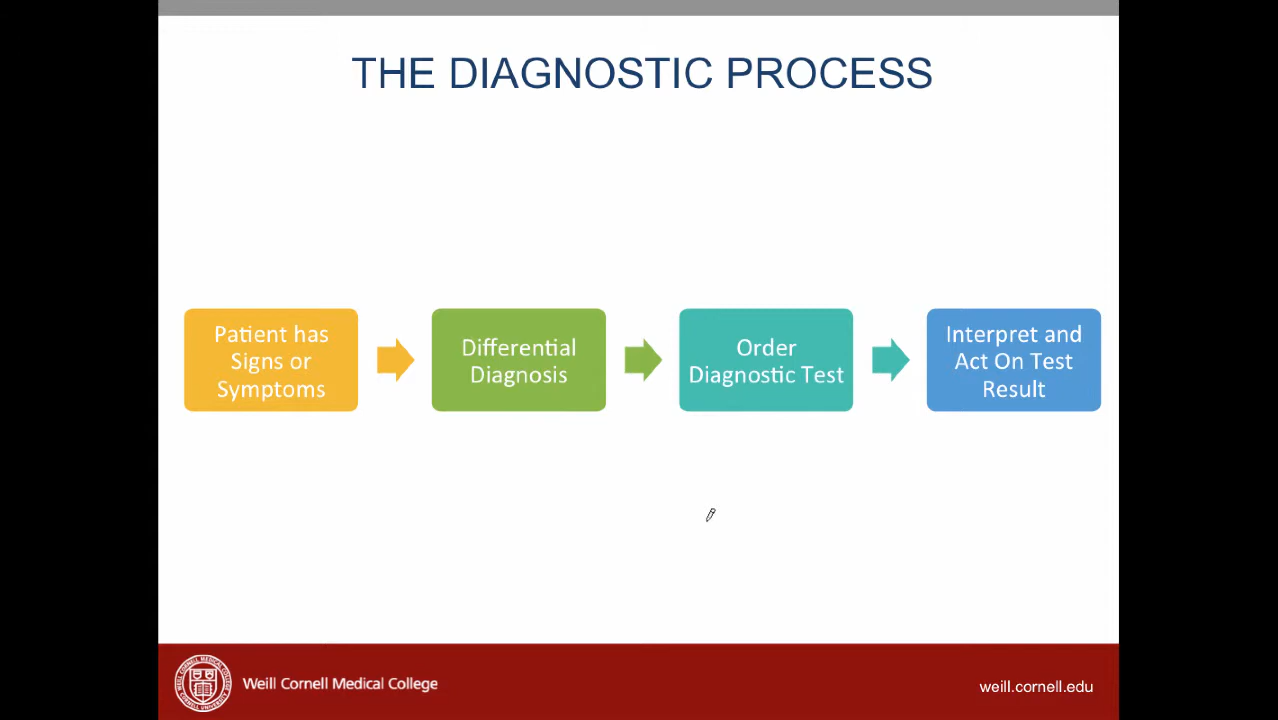 THE DIAGNOSTIC PROCESS
Patient has
Signs or
Symptoms
Differential
Diagnosis
Order
Diagnostic Test
Interpret and
Act On Test
Result
Weill Cornell Medical College
weill.cornell.edu